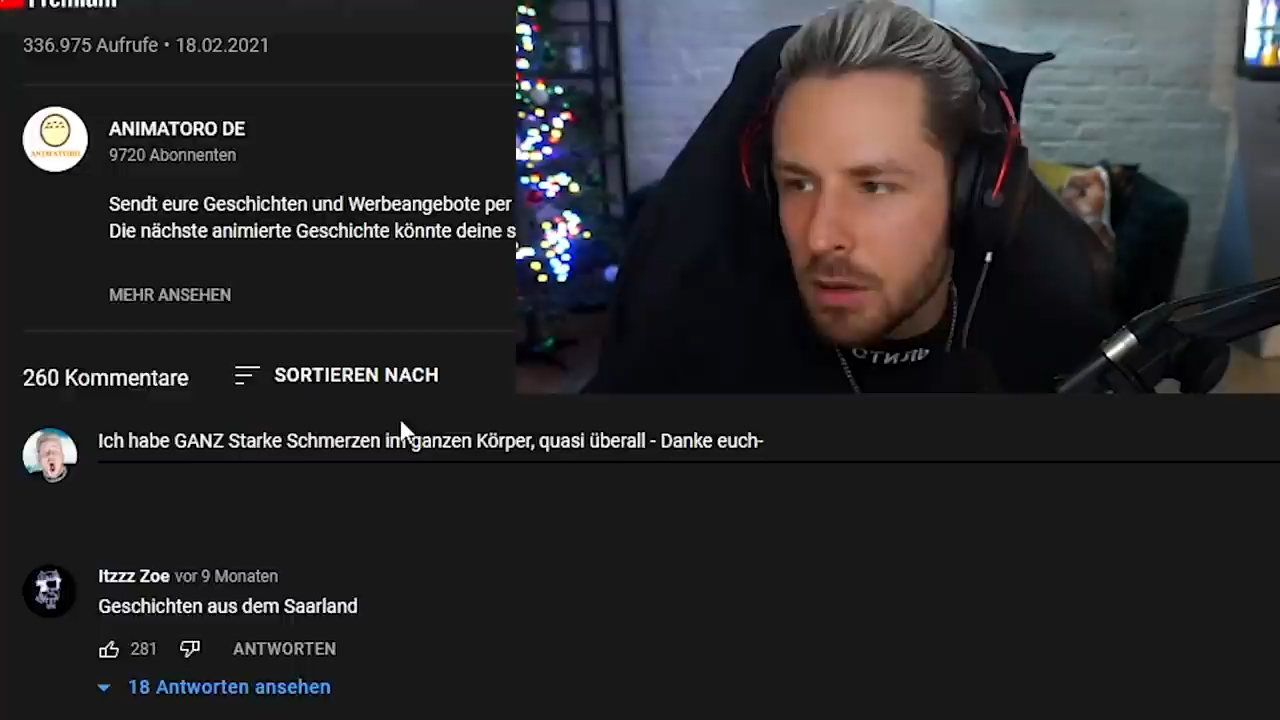 Premium
336.975 Aufrufe • 18.02.2021
ANIMATORO DE
9720 Abonnenten
Sendt eure Geschichten und Werbeangebote per
Die nächste animierte Geschichte könnte deine s
MEHR ANSEHEN
260 Kommentare
SORTIEREN NACH
Ich habe GANZ Starke Schmerzen im ganzen Körper, quasi überall - Danke euch-
Itzzz Zoe vor 9 Monaten
Geschichten aus dem Saarland
281
ANTWORTEN
18 Antworten ansehen